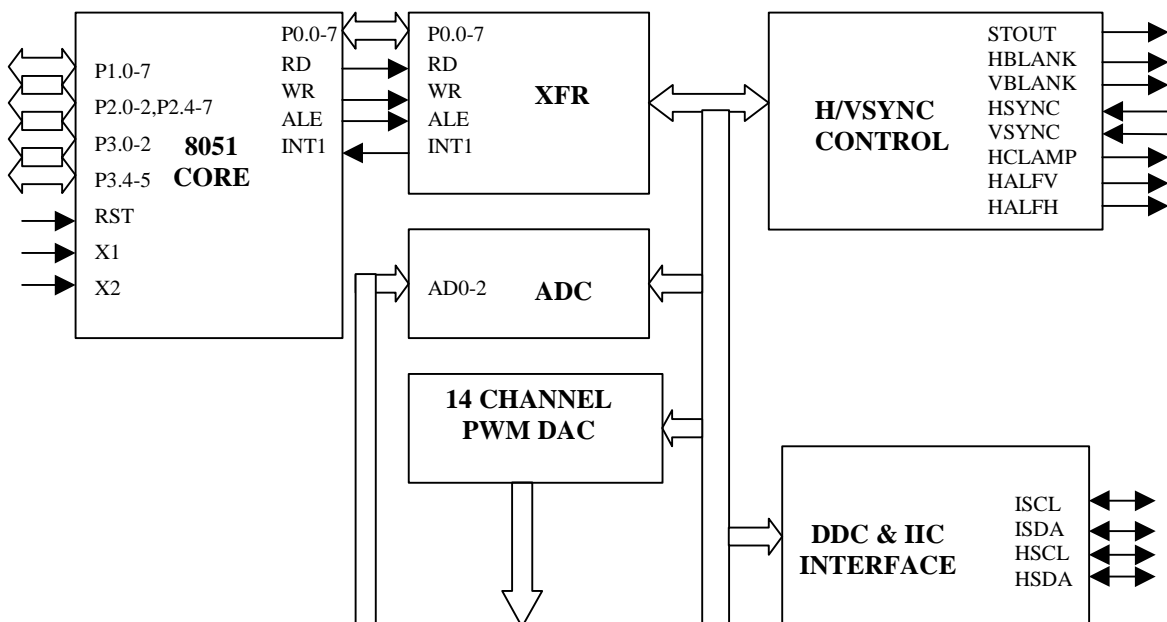 P0.0-7
RD
WR
ALE
INT1
P1.0-7
P2.0-2,P2.4-7
P3.0-2
P3.4-5
RST
X1
X2
8051
CORE
P0.0-7
RD
WR
ALE
INT1
XFR
STOUT
HBLANK
VBLANK
HSYNC
VSYNC
HCLAMP
HALFV
HALFH
H/VSYNC
CONTROL
AD0-2
ADC
14 CHANNEL
PWM DAC
ISCL
ISDA
HSCL
HSDA
DDC & IIC
INTERFACE